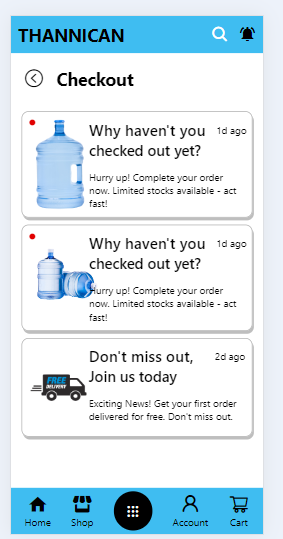 THANNICAN
Checkout
Why haven't you 1d ago
checked out yet?
Hurry up! Complete your order
now. Limited stocks available - act
fast!
Why haven't you 1d ago
checked out yet?
Hurry up! Complete your order
now. Limited stocks available - act
fast!
Don't miss out, 2d ago
Join us today
FREE
DELIVERY
Exciting News! Get your first order
delivered for free. Don't miss out.
Home Shop Account Cart